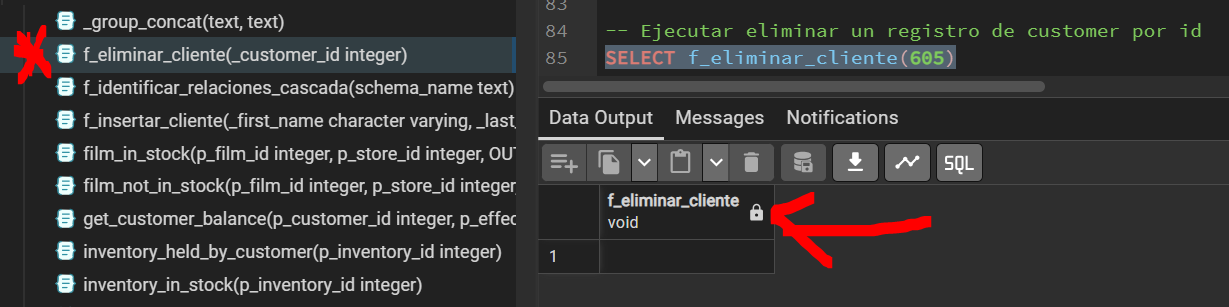 _group_concat(text, text)
f_eliminar_cliente(_customer_id integer)
f_identificar_relaciones_cascada(schema_name text)
f_insertar_cliente(_first_name character varying, _last_
film_in_stock(p_film_id integer, p_store_id integer, OU
film_not_in_stock(p_film_id integer, p_store_id integer,
get_customer_balance(p_customer_id integer, p_effec
inventory_held_by_customer(p_inventory_id integer)
inventory_in_stock(p_inventory_id integer)
83
84 -- Ejecutar eliminar un registro de customer por id
85 SELECT f_eliminar_cliente(605)
Data Output Messages Notifications
SQL
f_eliminar_cliente
void
1